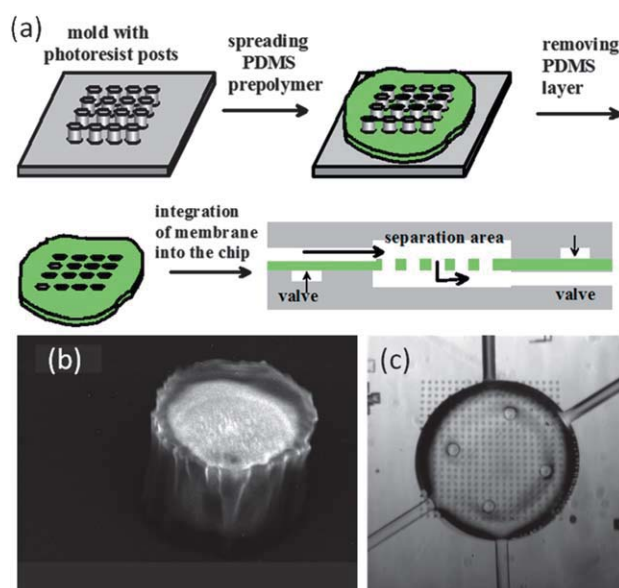 (a)
mold with
photoresist posts
spreading
PDMS
prepolymer
removing
PDMS
layer
integration
of membrane
into the chip
separation area
valve
valve
(b)
(c)